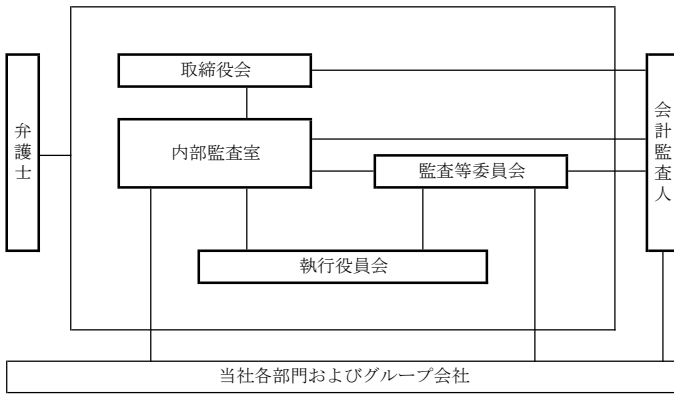 取締役会
弁護士
会計監査人
内部監査室
監査等委員会
執行役員会
当社各部門およびグループ会社